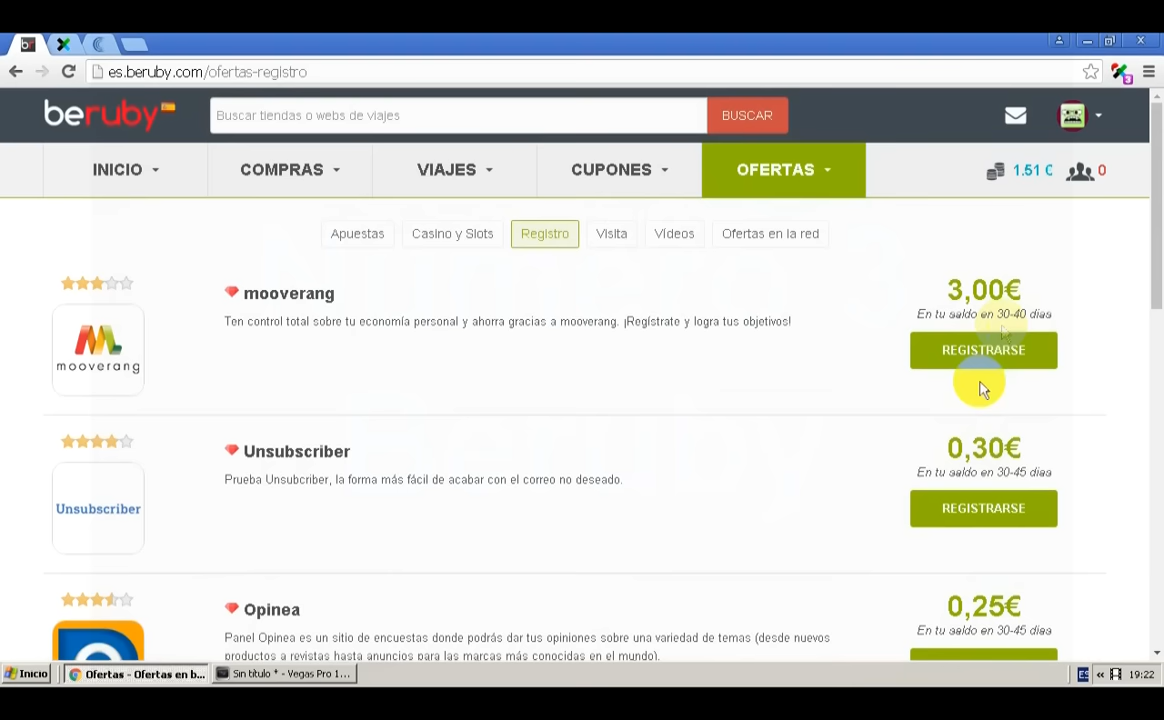 es.beruby.com/ofertas-registro
3
beruby
Buscar tiendas o webs de viajes
BUSCAR
INICIO
COMPRAS
VIAJES
CUPONES
OFERTAS
1.51 €
0
Apuestas
Casino y Slots
Registro
Visita
Vídeos
Ofertas en la red
mooverang
3,00€
Ten control total sobre tu economía personal y ahorra gracias a mooverang. ¡Regístrate y logra tus objetivos!
En tu saldo en 30-40 días
REGISTRARSE
mooverang
Unsubscriber
0,30€
Prueba Unsubcriber, la forma más fácil de acabar con el correo no deseado.
En tu saldo en 30-45 días
REGISTRARSE
Unsubscriber
Opinea
0,25€
Panel Opinea es un sitio de encuestas donde podrás dar tus opiniones sobre una variedad de temas (desde nuevos
productos a revistas hasta anuncios para las marcas más conocidas en el mundo).
En tu saldo en 30-45 días
Inicio
Ofertas - Ofertas en b...
Sin título * - Vegas Pro 1...
ES
19:22